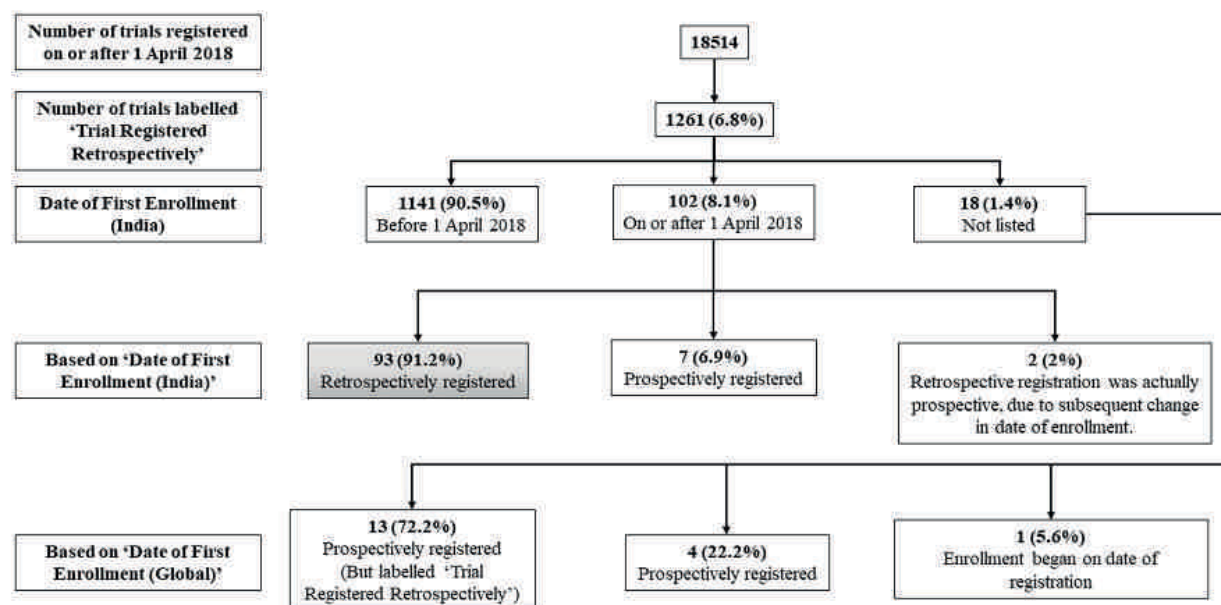 Number of trials registered
on or after 1 April 2018
18514
Number of trials labelled
‘Trial Registered
Retrospectively’
1261 (6.8%)
Date of First Enrollment
(India)
1141 (90.5%)
Before 1 April 2018
102 (8.1%)
On or after 1 April 2018
18 (1.4%)
Not listed
Based on ‘Date of First
Enrollment (India)’
93 (91.2%)
Retrospectively registered
7 (6.9%)
Prospectively registered
2 (2%)
Retrospective registration was actually
prospective, due to subsequent change
in date of enrollment.
Based on ‘Date of First
Enrollment (Global)’
13 (72.2%)
Prospectively registered
(But labelled ‘Trial
Registered Retrospectively’)
4 (22.2%)
Prospectively registered
1 (5.6%)
Enrollment began on date of
registration